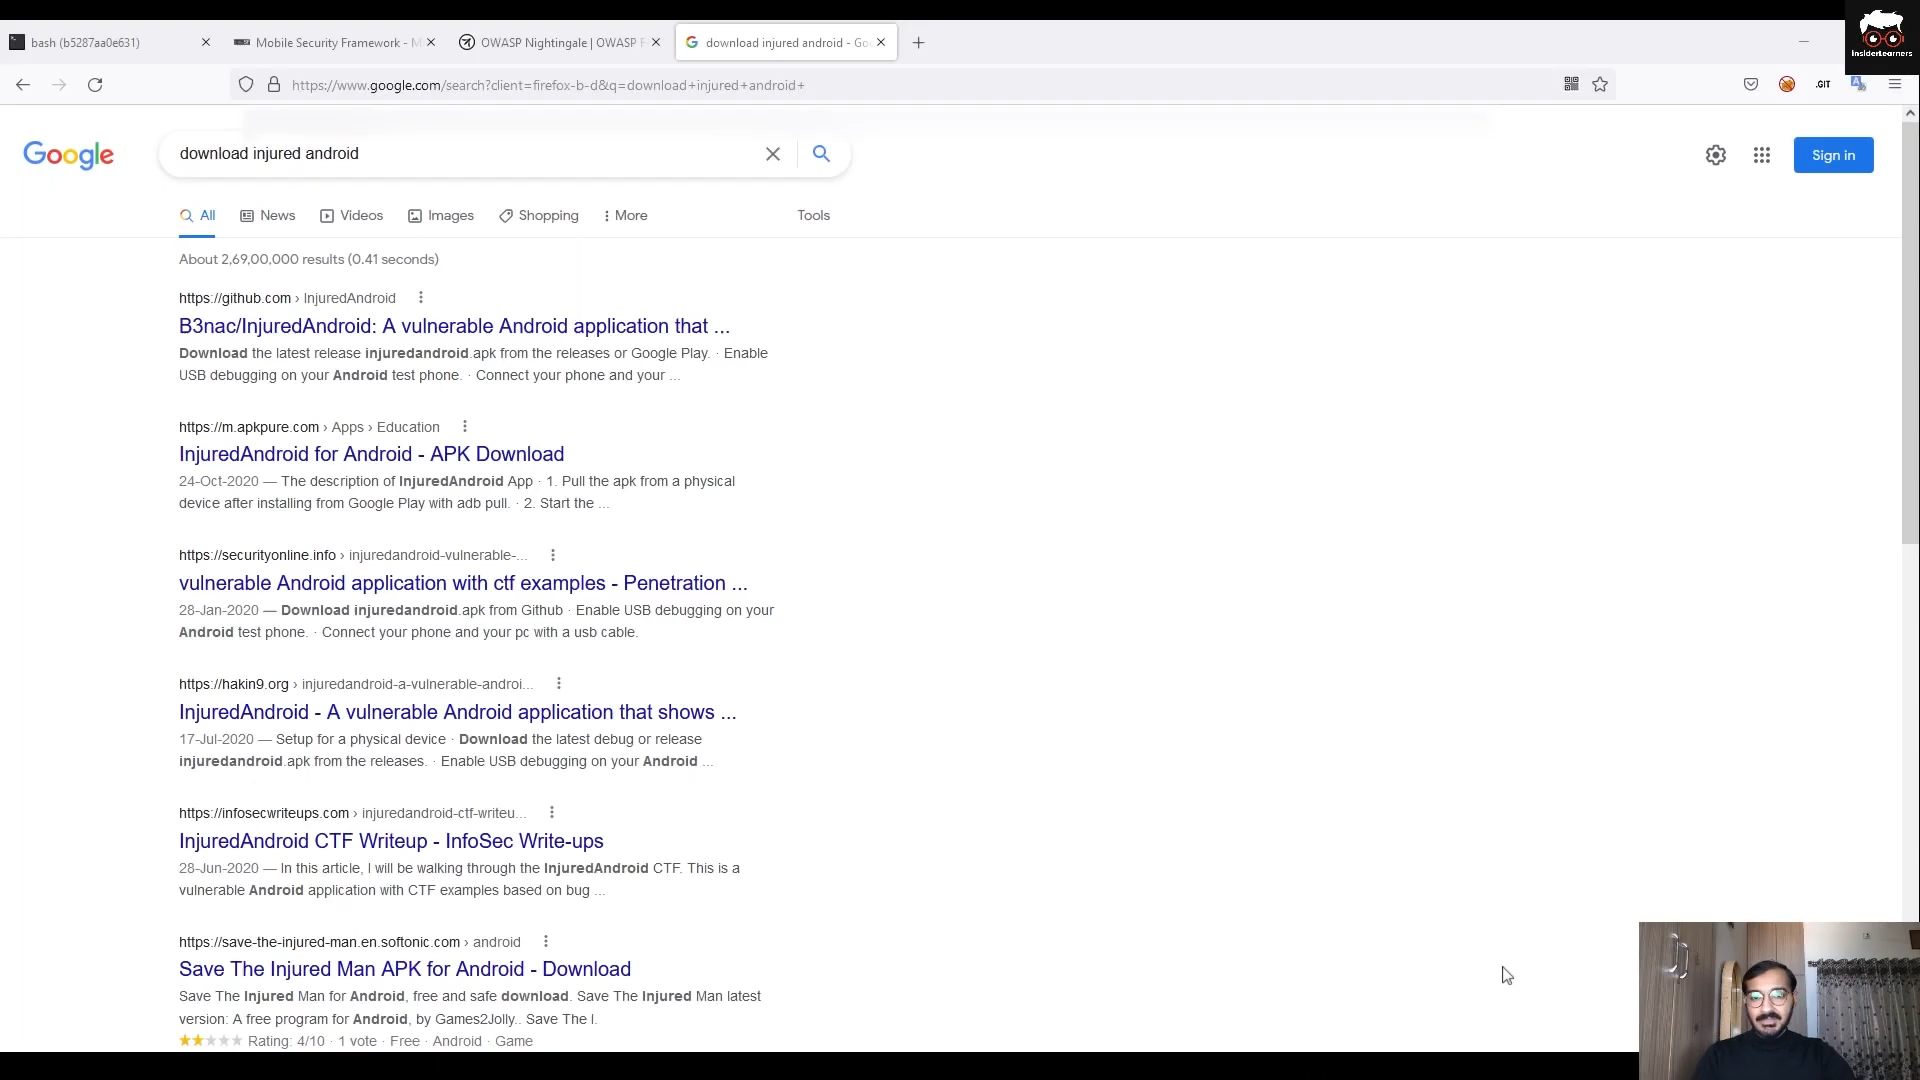 bash (b5287aa0e631)
Mobile Security Framework - M
OWASP Nightingale | OWASP F
download injured android - Go
InsiderLearners
https://www.google.com/search?client=firefox-b-d&q=download+injured+android+
.GIT
Google
download injured android
Sign in
All
News
Videos
Images
Shopping
More
Tools
About 2,69,00,000 results (0.41 seconds)
https://github.com › InjuredAndroid
B3nac/InjuredAndroid: A vulnerable Android application that ...
Download the latest release injuredandroid.apk from the releases or Google Play. · Enable
USB debugging on your Android test phone. · Connect your phone and your ...
https://m.apkpure.com › Apps › Education
InjuredAndroid for Android - APK Download
24-Oct-2020 — The description of InjuredAndroid App · 1. Pull the apk from a physical
device after installing from Google Play with adb pull. · 2. Start the ...
https://securityonline.info › injuredandroid-vulnerable-...
vulnerable Android application with ctf examples - Penetration ...
28-Jan-2020 — Download injuredandroid.apk from Github · Enable USB debugging on your
Android test phone. · Connect your phone and your pc with a usb cable.
https://hakin9.org › injuredandroid-a-vulnerable-androi...
InjuredAndroid - A vulnerable Android application that shows ...
17-Jul-2020 — Setup for a physical device · Download the latest debug or release
injuredandroid.apk from the releases. · Enable USB debugging on your Android ...
https://infosecwriteups.com › injuredandroid-ctf-writeu...
InjuredAndroid CTF Writeup - InfoSec Write-ups
28-Jun-2020 — In this article, I will be walking through the InjuredAndroid CTF. This is a
vulnerable Android application with CTF examples based on bug ...
https://save-the-injured-man.en.softonic.com › android
Save The Injured Man APK for Android - Download
Save The Injured Man for Android, free and safe download. Save The Injured Man latest
version: A free program for Android, by Games2Jolly.. Save The I.
Rating: 4/10 · 1 vote · Free · Android · Game